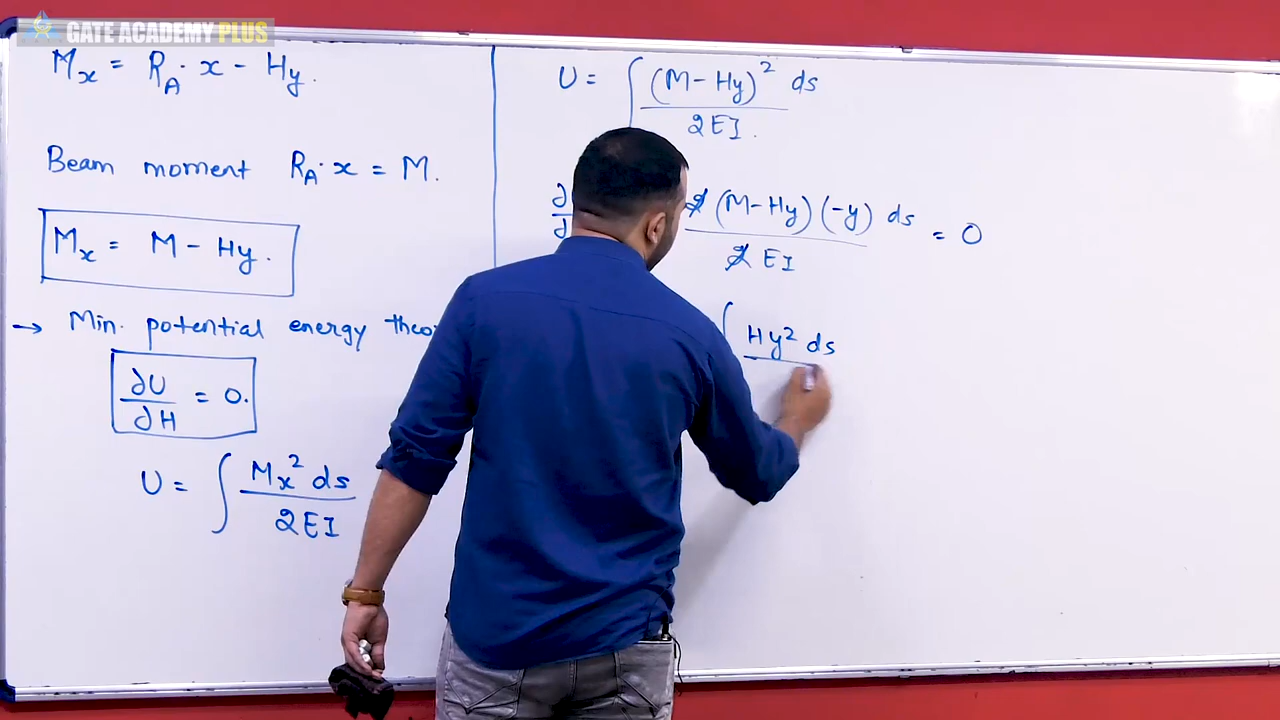 GATE ACADEMY PLUS
Mx = RA · x - Hy.
Beam moment RA · x = M.
Mx = M - Hy.
→ Min. potential energy
∂U/∂H = 0.
U = ∫ Mx² ds / 2EI
U = ∫ (M - Hy)² ds / 2EI.
2 (M - Hy) (-y) ds / 2 EI = 0
∫ Hy² ds